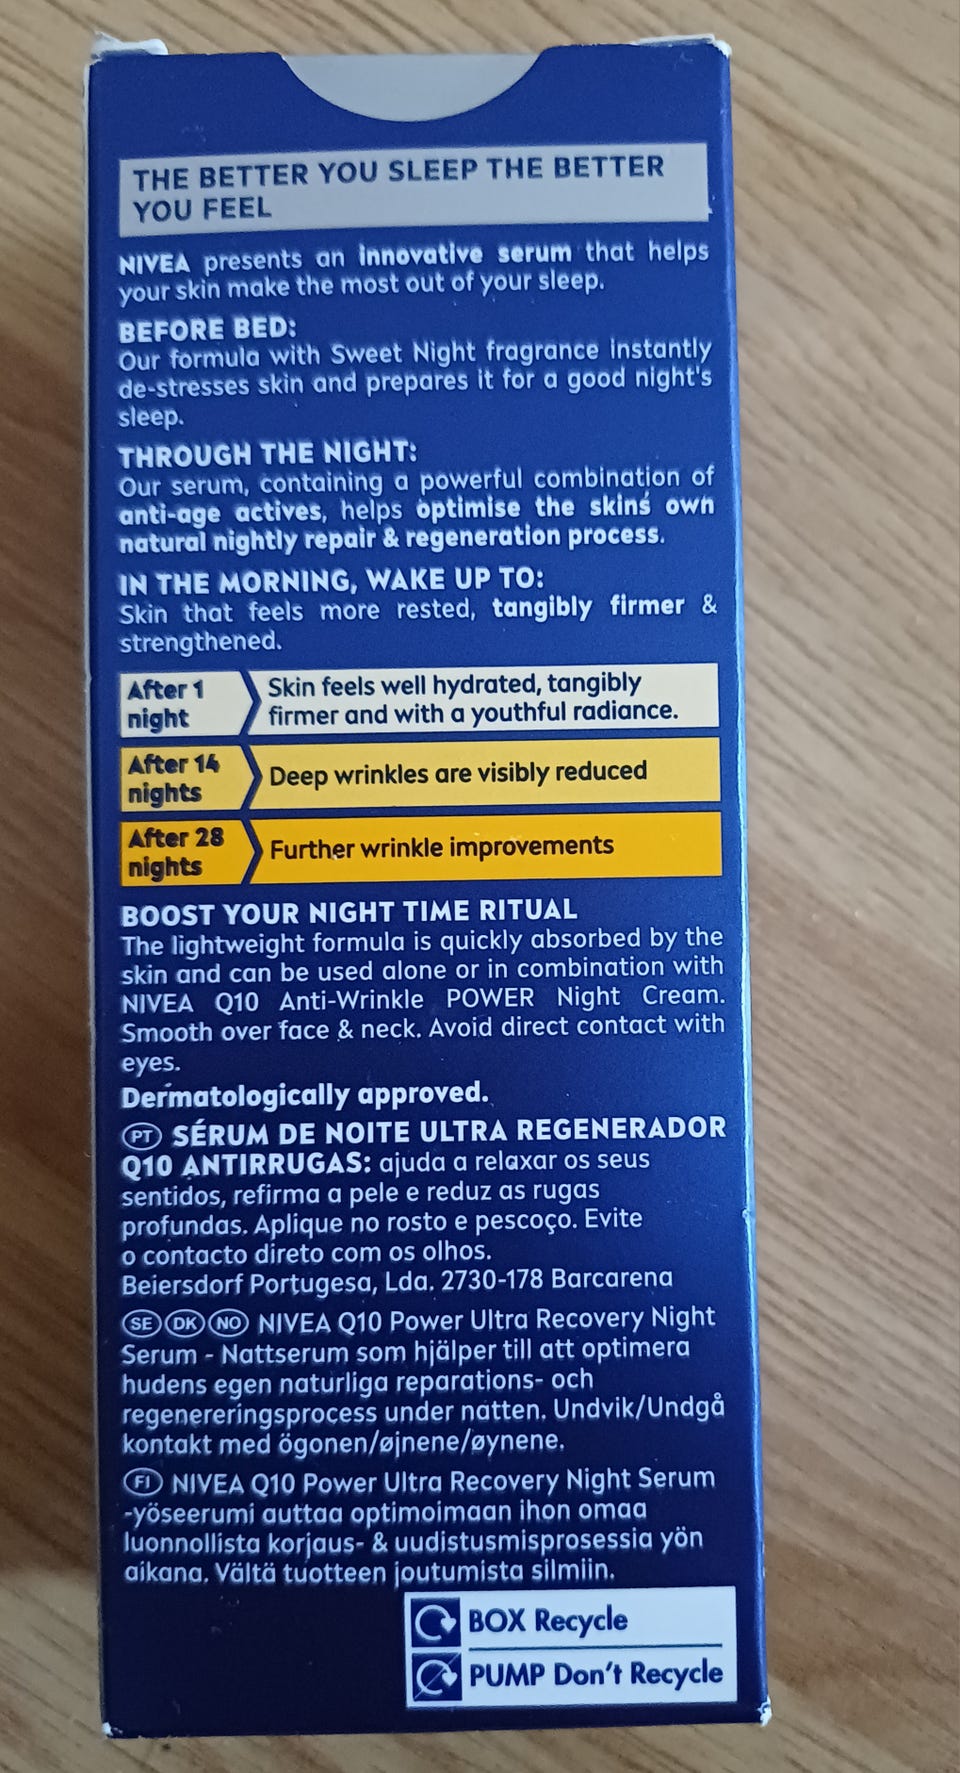 THE BETTER YOU SLEEP THE BETTER
YOU FEEL
NIVEA presents an innovative serum that helps
your skin make the most out of your sleep.
BEFORE BED:
Our formula with Sweet Night fragrance instantly
de-stresses skin and prepares it for a good night's
sleep.
THROUGH THE NIGHT:
Our serum, containing a powerful combination of
anti-age actives, helps optimise the skin´s own
natural nightly repair & regeneration process.
IN THE MORNING, WAKE UP TO:
Skin that feels more rested, tangibly firmer &
strengthened.
After 1
night
Skin feels well hydrated, tangibly
firmer and with a youthful radiance.
After 14
nights
Deep wrinkles are visibly reduced
After 28
nights
Further wrinkle improvements
BOOST YOUR NIGHT TIME RITUAL
The lightweight formula is quickly absorbed by the
skin and can be used alone or in combination with
NIVEA Q10 Anti-Wrinkle POWER Night Cream.
Smooth over face & neck. Avoid direct contact with
eyes.
Dermatologically approved.
PT SÉRUM DE NOITE ULTRA REGENERADOR
Q10 ANTIRRUGAS: ajuda a relaxar os seus
sentidos, refirma a pele e reduz as rugas
profundas. Aplique no rosto e pescoço. Evite
o contacto direto com os olhos.
Beiersdorf Portugesa, Lda. 2730-178 Barcarena
SE DK NO NIVEA Q10 Power Ultra Recovery Night
Serum - Nattserum som hjälper till att optimera
hudens egen naturliga reparations- och
regenereringsprocess under natten. Undvik/Undgå
kontakt med ögonen/øjnene/øynene.
FI NIVEA Q10 Power Ultra Recovery Night Serum
-yöseerumi auttaa optimoimaan ihon omaa
luonnollista korjaus- & uudistusmisprosessia yön
aikana. Vältä tuotteen joutumista silmiin.
BOX Recycle
PUMP Don't Recycle